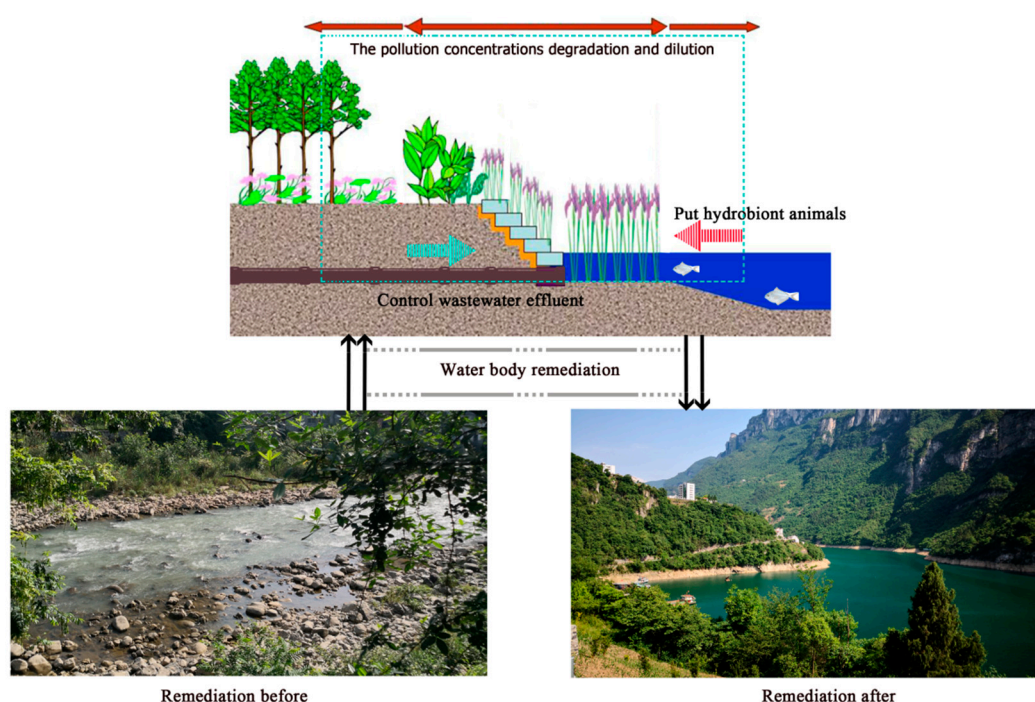 The pollution concentrations degradation and dilution
Put hydrobiont animals
Control wastewater effluent
Water body remediation
Remediation before
Remediation after